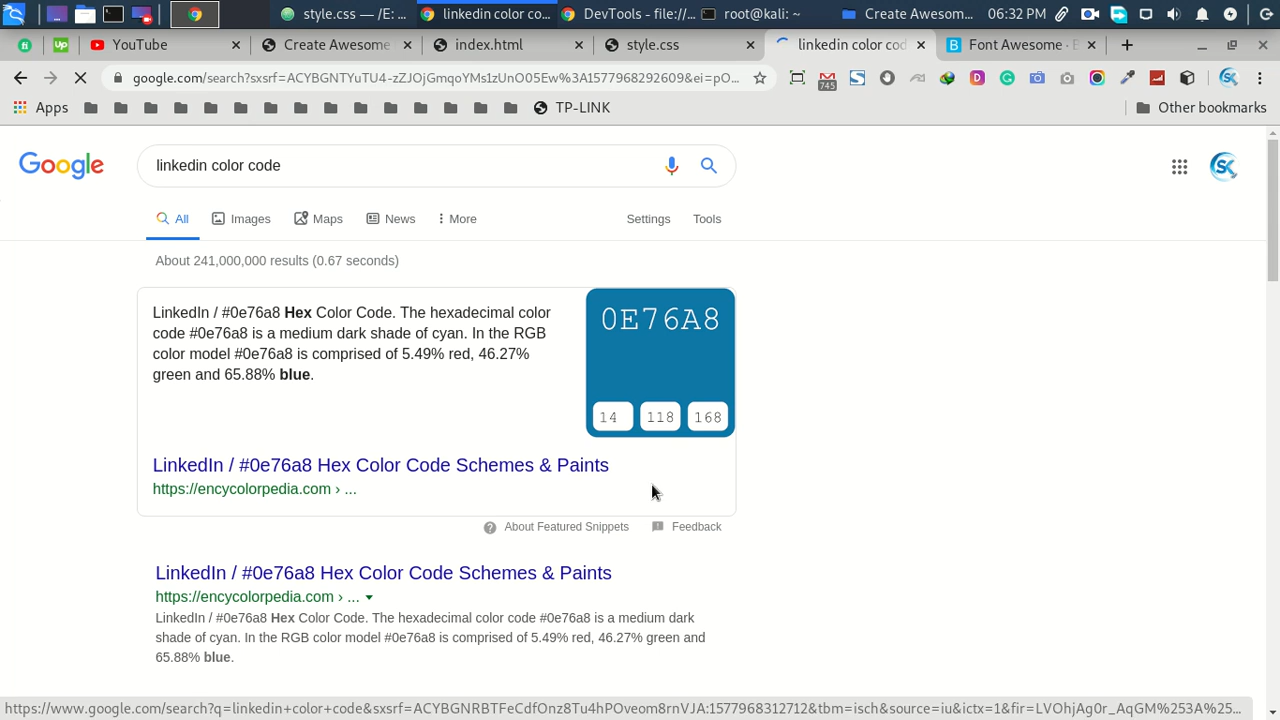 style.css — /E: ...
linkedin color co...
DevTools - file://...
root@kali: ~
Create Awesom...
06:32 PM
fi
Up
YouTube
Create Awesome
index.html
style.css
linkedin color cod
Font Awesome · B
google.com/search?sxsrf=ACYBGNTYuTU4-zZJOjGmqoYMs1zUnO05Ew%3A1577968292609&ei=pO...
745
Apps
TP-LINK
Other bookmarks
Google
linkedin color code
All
Images
Maps
News
More
Settings
Tools
About 241,000,000 results (0.67 seconds)
LinkedIn / #0e76a8 Hex Color Code. The hexadecimal color
code #0e76a8 is a medium dark shade of cyan. In the RGB
color model #0e76a8 is comprised of 5.49% red, 46.27%
green and 65.88% blue.
0E76A8
14
118
168
LinkedIn / #0e76a8 Hex Color Code Schemes & Paints
https://encycolorpedia.com › ...
About Featured Snippets
Feedback
LinkedIn / #0e76a8 Hex Color Code Schemes & Paints
https://encycolorpedia.com › ...
LinkedIn / #0e76a8 Hex Color Code. The hexadecimal color code #0e76a8 is a medium dark
shade of cyan. In the RGB color model #0e76a8 is comprised of 5.49% red, 46.27% green and
65.88% blue.
https://www.google.com/search?q=linkedin+color+code&sxsrf=ACYBGNRBTFeCdfOnz8Tu4hPOveom8rnVJA:1577968312712&tbm=isch&source=iu&ictx=1&fir=LVOhjAg0r_AqGM%253A%25...